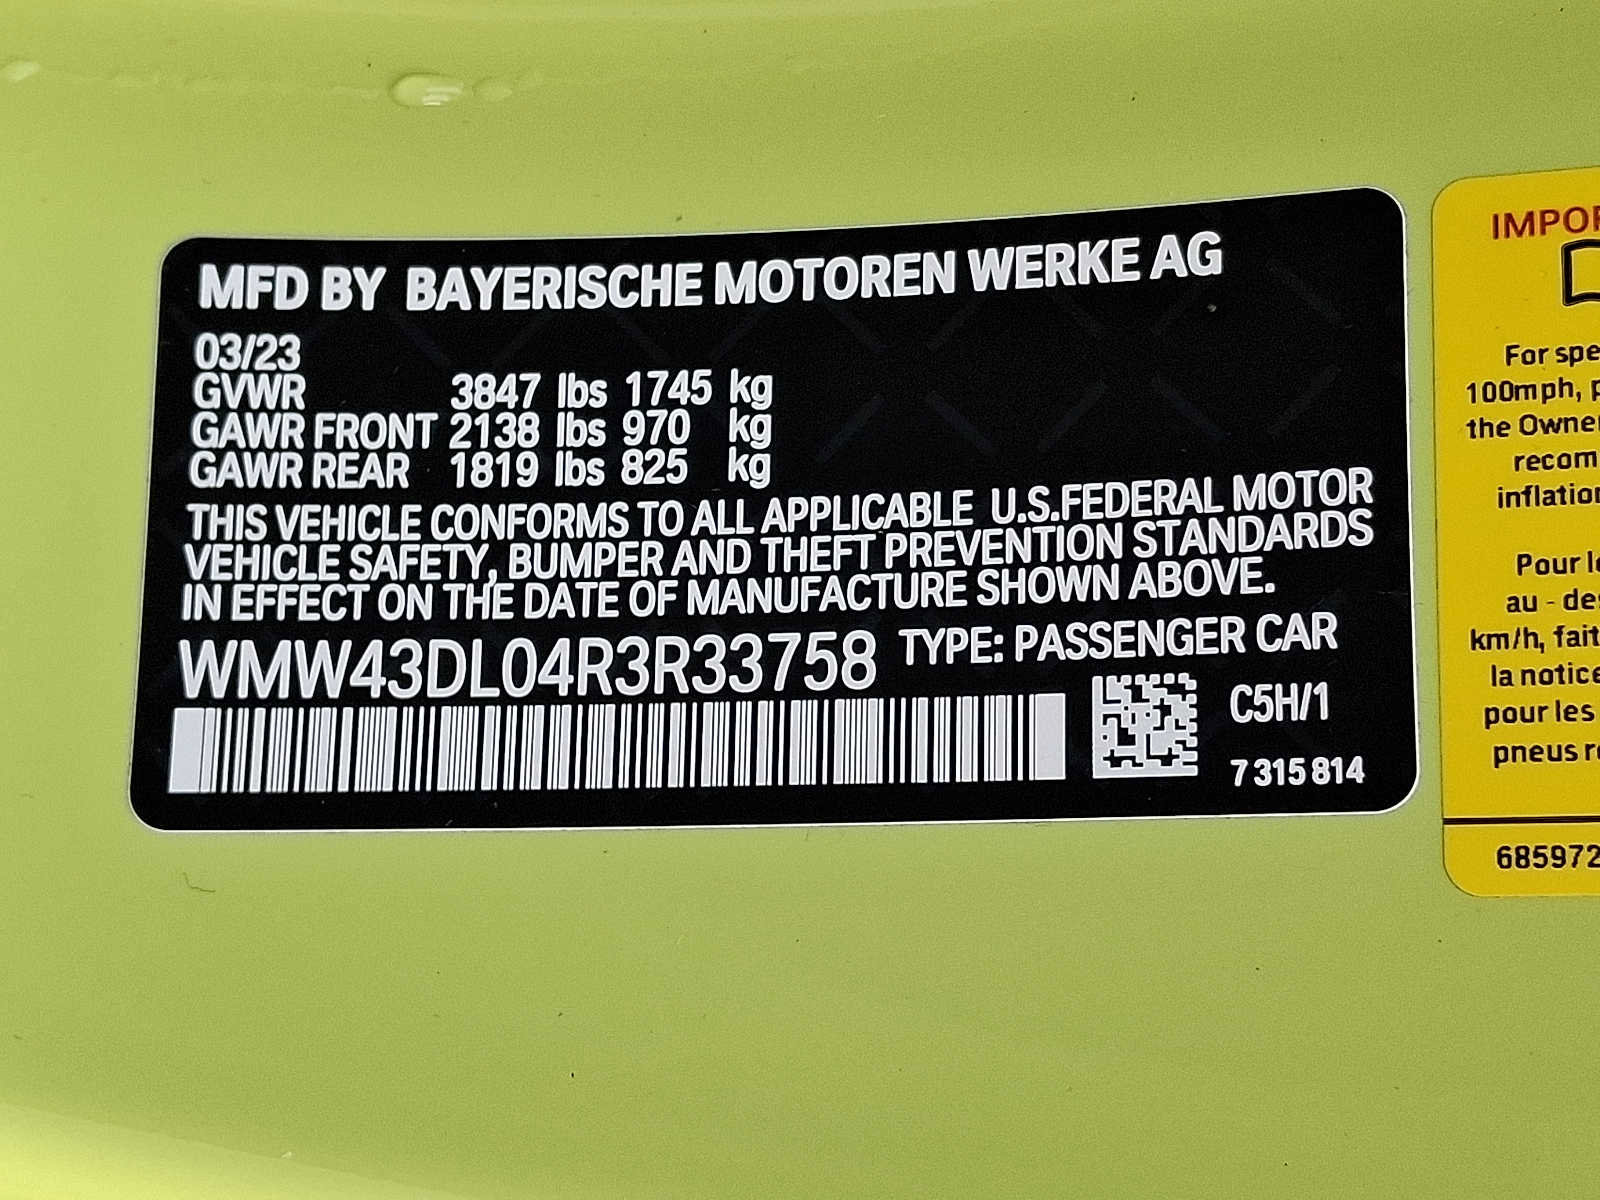 MFD BY BAYERISCHE MOTOREN WERKE AG
03/23
GVWR 3847 lbs 1745 kg
GAWR FRONT 2138 lbs 970 kg
GAWR REAR 1819 lbs 825 kg
THIS VEHICLE CONFORMS TO ALL APPLICABLE U.S.FEDERAL MOTOR
VEHICLE SAFETY, BUMPER AND THEFT PREVENTION STANDARDS
IN EFFECT ON THE DATE OF MANUFACTURE SHOWN ABOVE.
WMW43DL04R3R33758 TYPE: PASSENGER CAR
C5H/1
7 315 814
IMPOR
For spe
100mph, p
the Owne
recom
inflatio
Pour le
au - des
km/h, fait
la notice
pour les
pneus re
685972